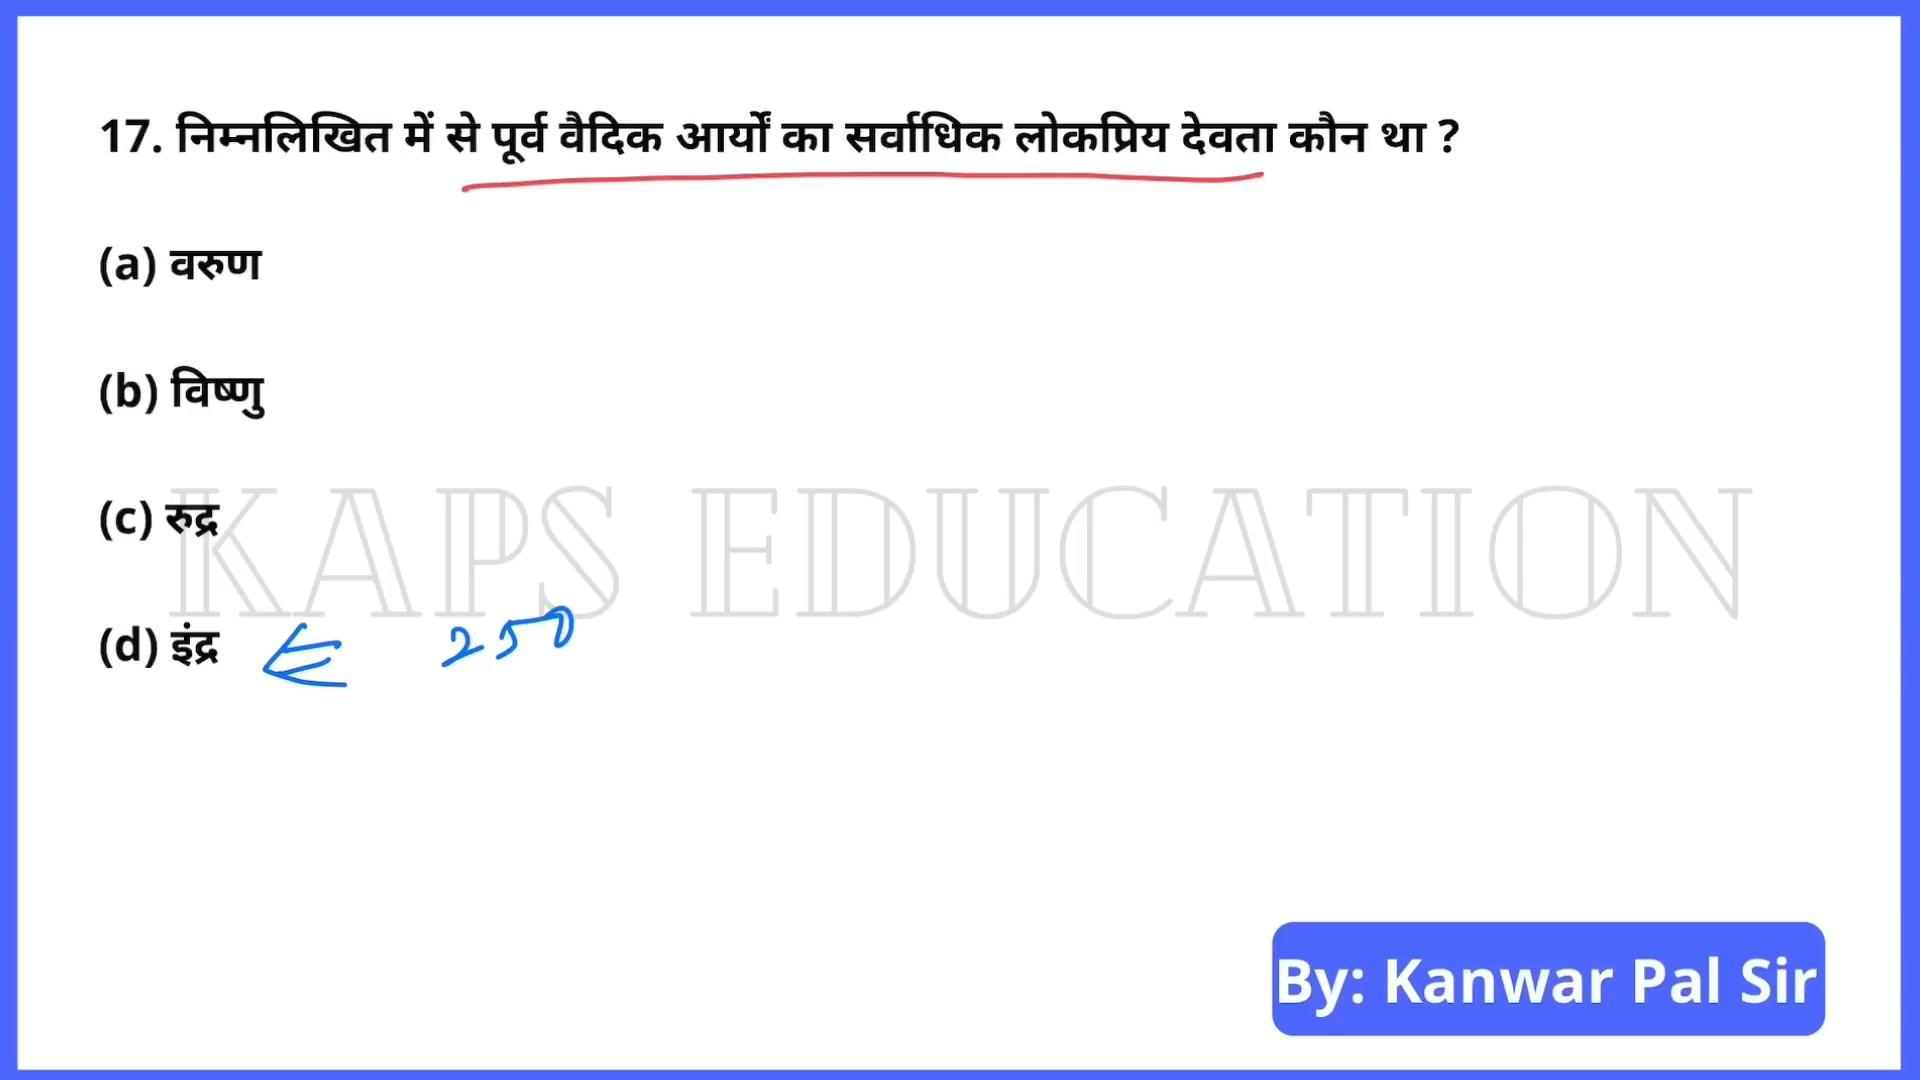 17. निम्नलिखित में से पूर्व वैदिक आर्यों का सर्वाधिक लोकप्रिय देवता कौन था ?
(a) वरुण
(b) विष्णु
(c) रुद्र
KAPS EDUCATION
(d) इंद्र 250
By: Kanwar Pal Sir